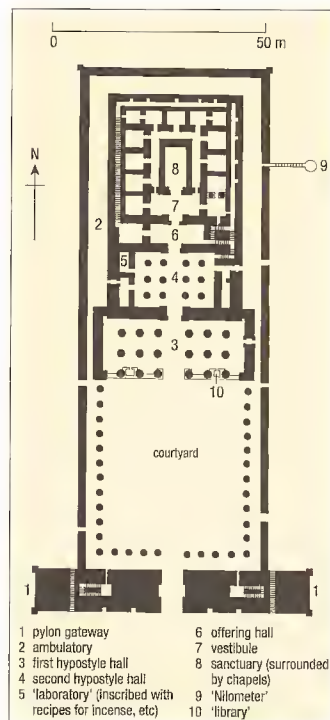 0 50 m
N
8
9
7
2
6
5
4
3
10
courtyard
1 1
1 pylon gateway
2 ambulatory
3 first hypostyle hall
4 second hypostyle hall
5 'laboratory' (inscribed with
recipes for incense, etc)
6 offering hall
7 vestibule
8 sanctuary (surrounded
by chapels)
9 'Nilometer'
10 'library'